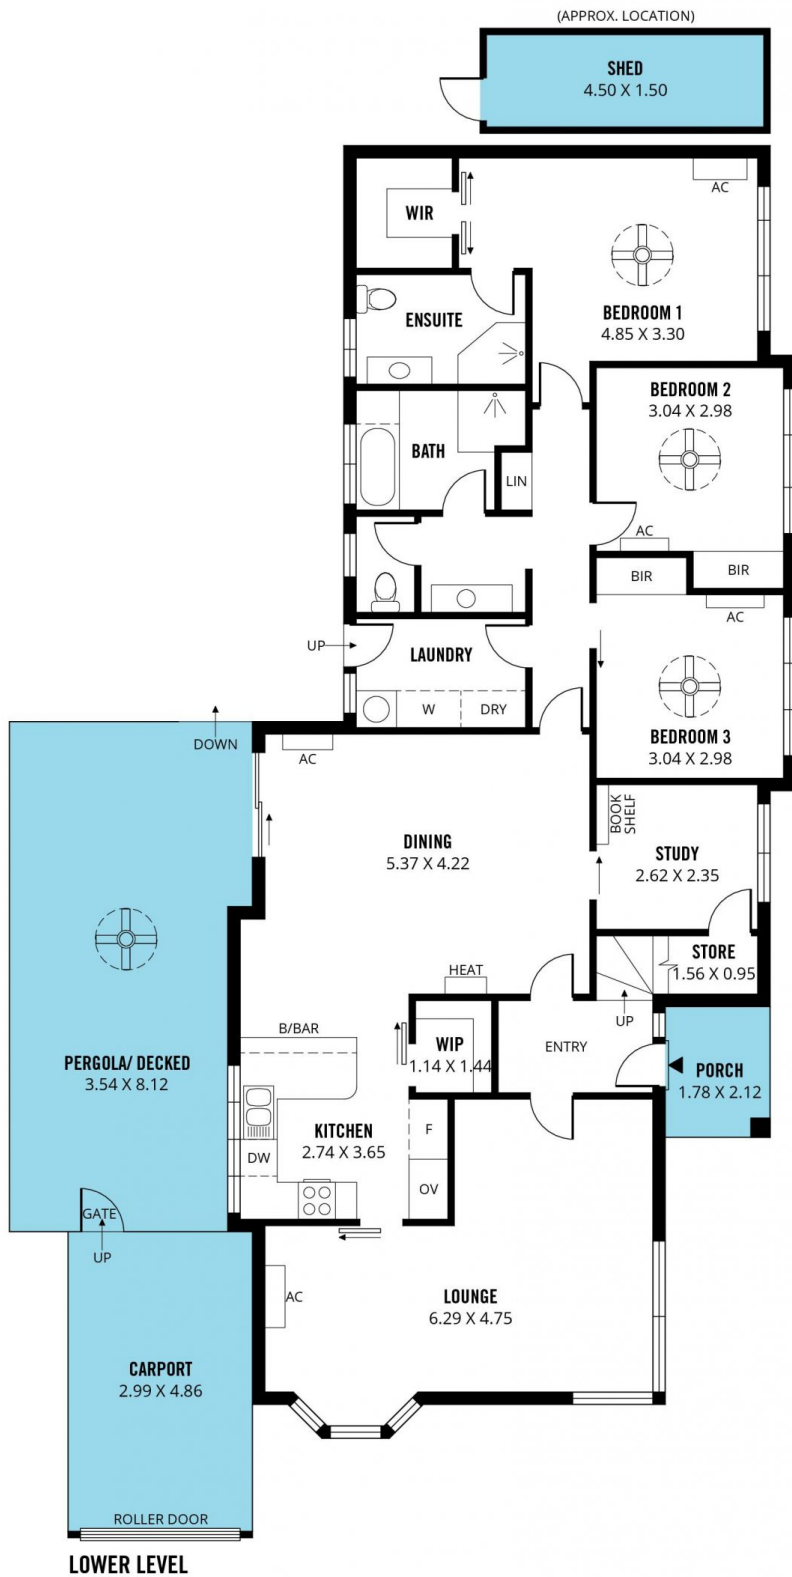 (APPROX. LOCATION)
SHED
4.50 X 1.50
AC
WIR
BEDROOM 1
4.85 X 3.30
ENSUITE
BEDROOM 2
3.04 X 2.98
BATH
LIN
AC
BIR
BIR
AC
UP
LAUNDRY
W
DRY
BEDROOM 3
3.04 X 2.98
DOWN
AC
BOOK
SHELF
DINING
5.37 X 4.22
STUDY
2.62 X 2.35
STORE
1.56 X 0.95
HEAT
UP
B/BAR
WIP
1.14 X 1.44
ENTRY
PERGOLA/ DECKED
3.54 X 8.12
PORCH
1.78 X 2.12
KITCHEN
2.74 X 3.65
F
DW
OV
GATE
UP
AC
LOUNGE
6.29 X 4.75
CARPORT
2.99 X 4.86
ROLLER DOOR
LOWER LEVEL